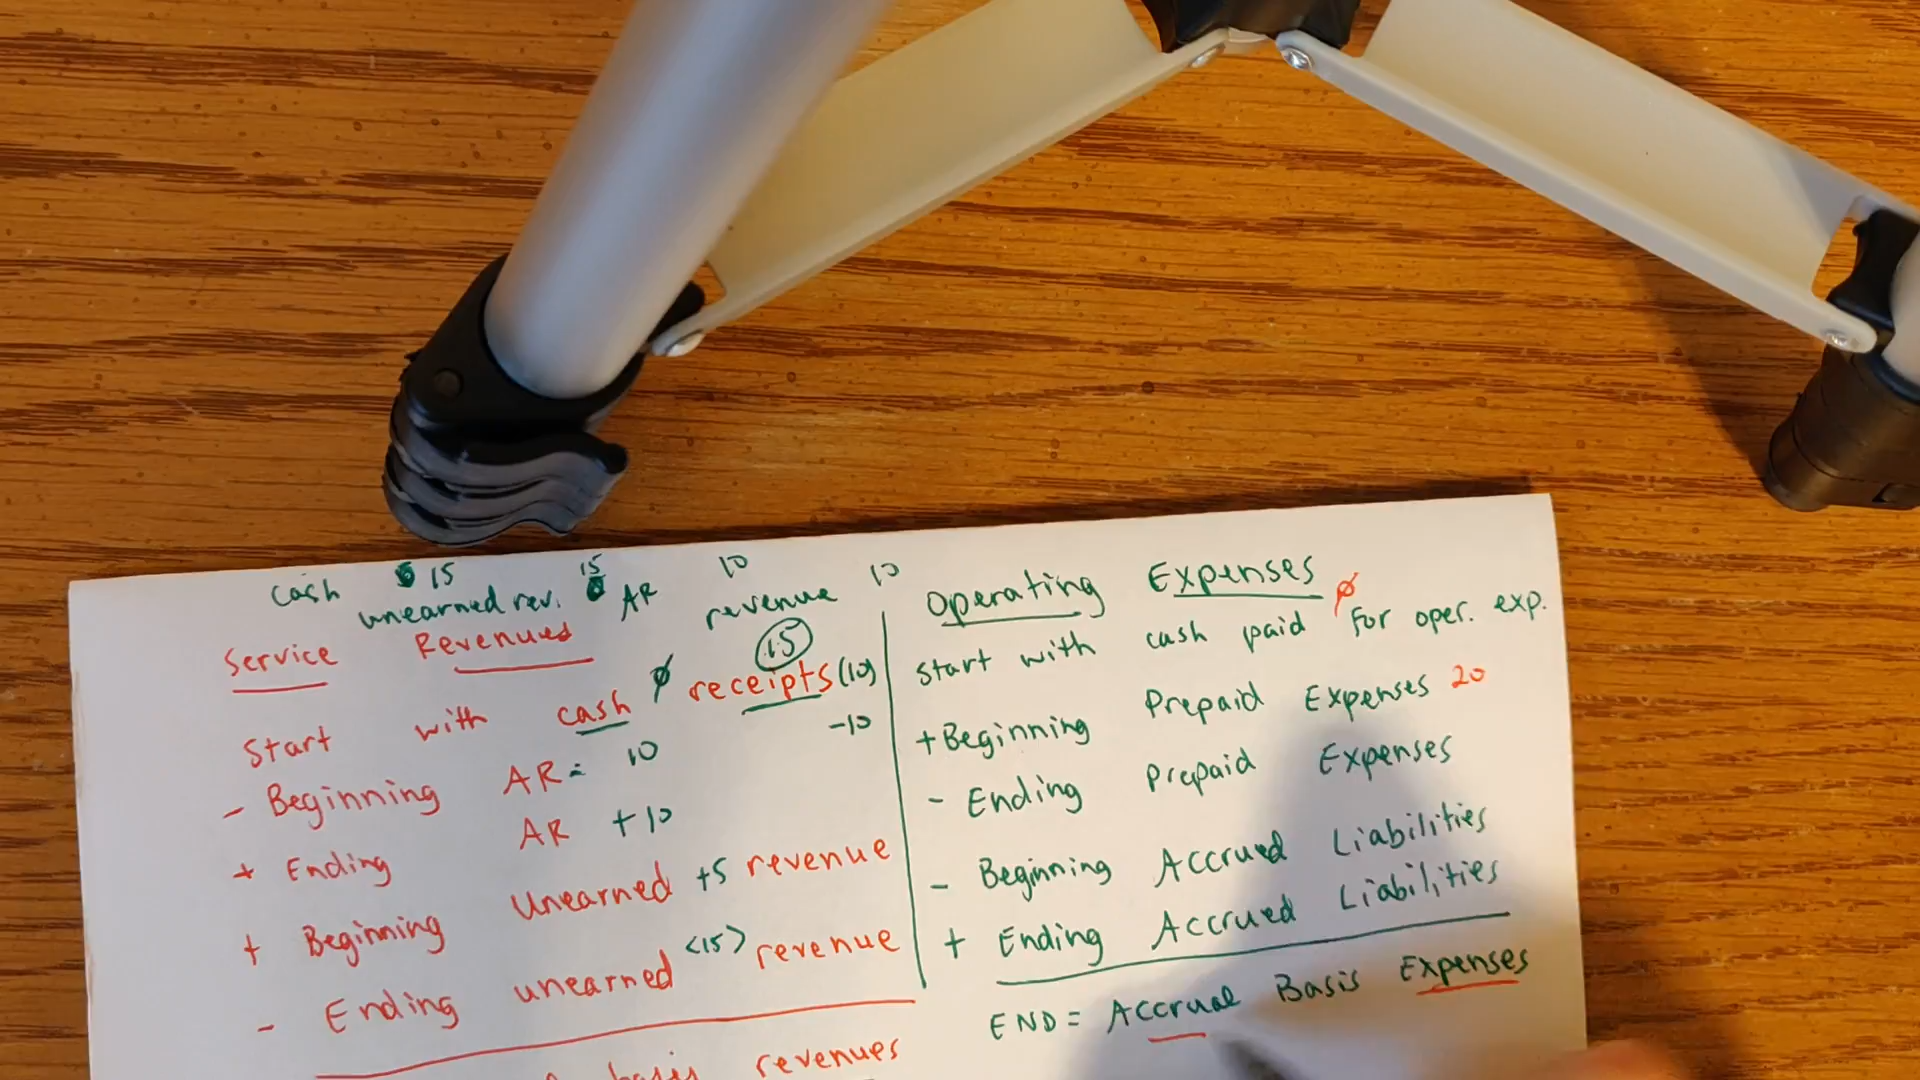 cash 15
unearned rev. 15 AR 10
revenue 10
Service Revenues
15
Start with cash ∅ receipts (10)
-10
- Beginning AR = 10
+ Ending AR +10
+ Beginning Unearned +5 revenue
- Ending unearned <15> revenue
basis revenues
Operating Expenses
start with cash paid ∅ for oper. exp.
+ Beginning Prepaid Expenses 20
- Ending Prepaid Expenses
- Beginning Accrued Liabilities
+ Ending Accrued Liabilities
END = Accrual Basis Expenses